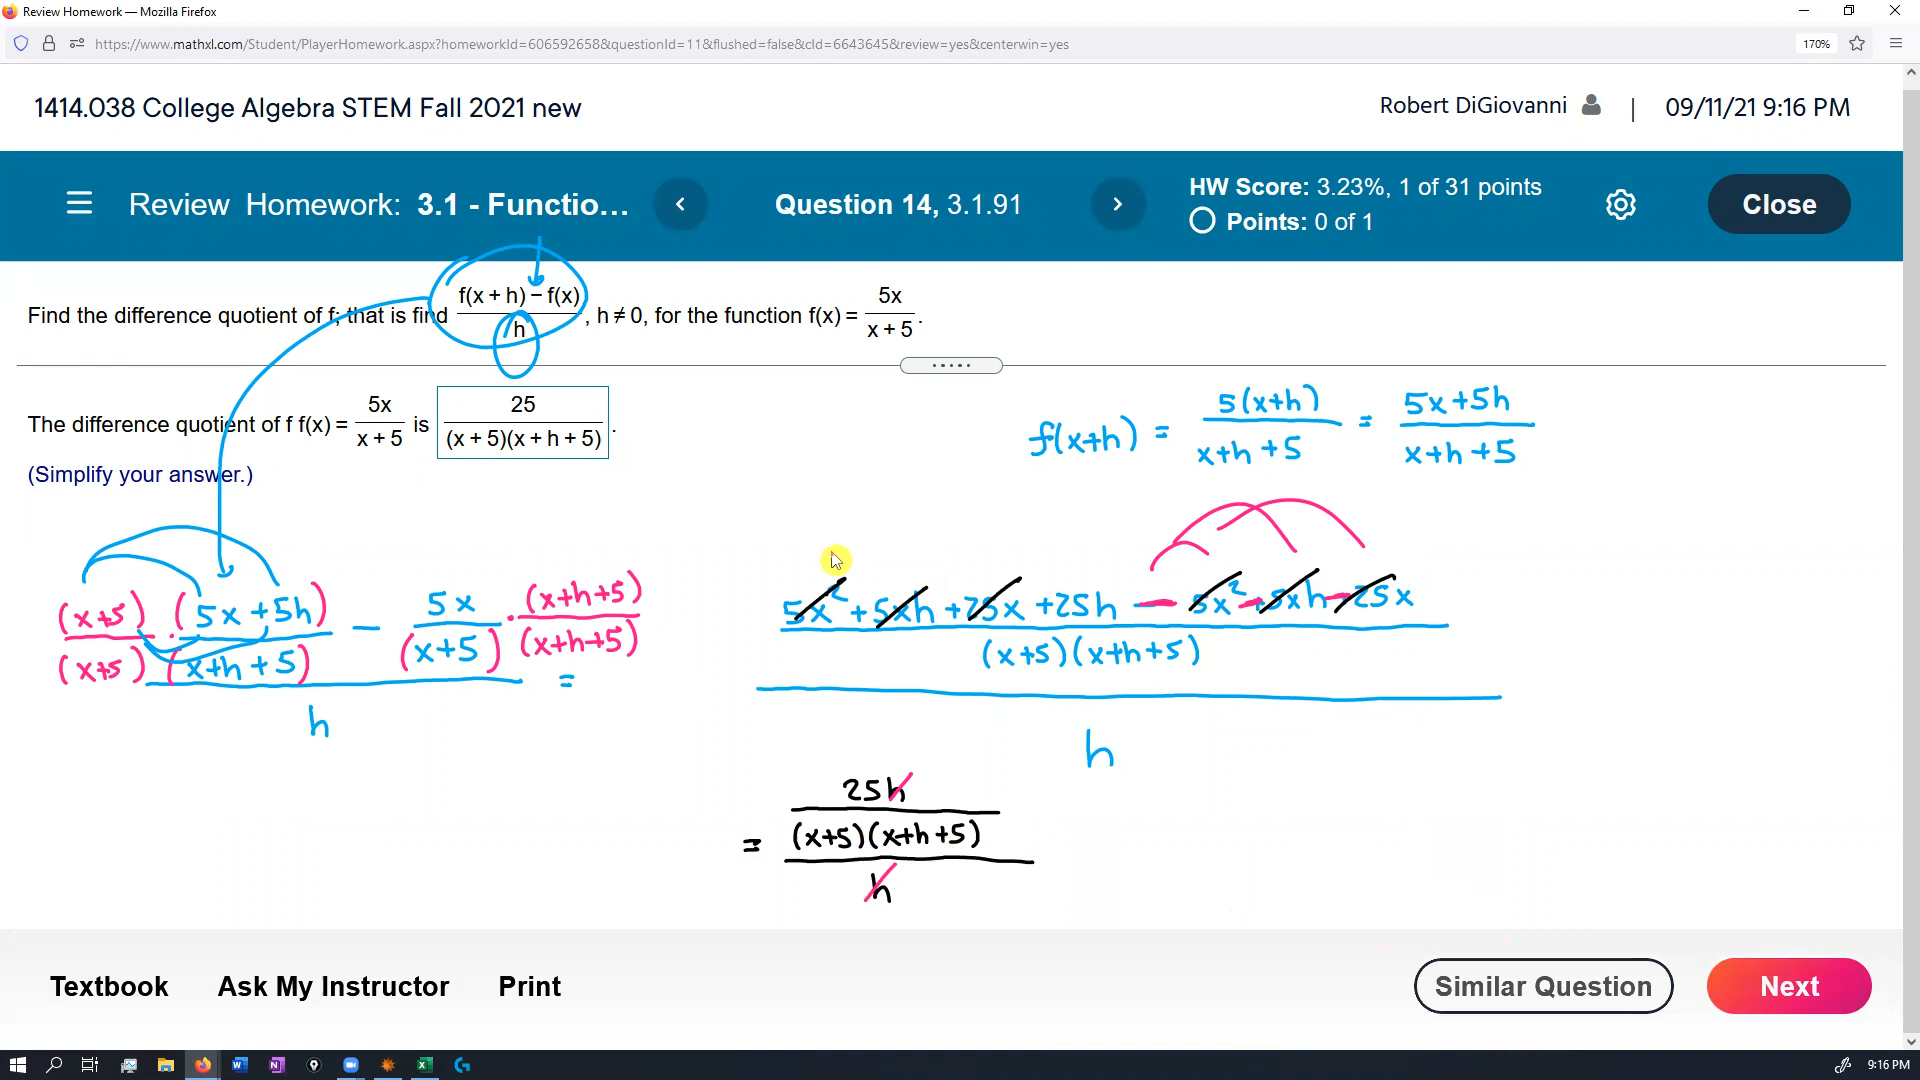 Review Homework — Mozilla Firefox
https://www.mathxl.com/Student/PlayerHomework.aspx?homeworkId=606592658&questionId=11&flushed=false&cId=6643645&review=yes&centerwin=yes
170%
1414.038 College Algebra STEM Fall 2021 new
Robert DiGiovanni | 09/11/21 9:16 PM
Review Homework: 3.1 - Functio...
Question 14, 3.1.91
HW Score: 3.23%, 1 of 31 points
Points: 0 of 1
Close
f(x + h) − f(x)
5x
Find the difference quotient of f; that is find , h ≠ 0, for the function f(x) = .
h
x + 5
5x
25
The difference quotient of f f(x) = is .
x + 5
(x + 5)(x + h + 5)
(Simplify your answer.)
5(x+h)
5x+5h
f(x+h) = =
x+h+5
x+h+5
(x+5) · (5x+5h) − 5x · (x+h+5)
(x+5) (x+h+5) (x+5) (x+h+5) =
h
5x²+5xh+25x+25h − 5x² − 5xh − 25x
(x+5)(x+h+5)
h
25h
= (x+5)(x+h+5)
h
Textbook
Ask My Instructor
Print
Similar Question
Next
9:16 PM